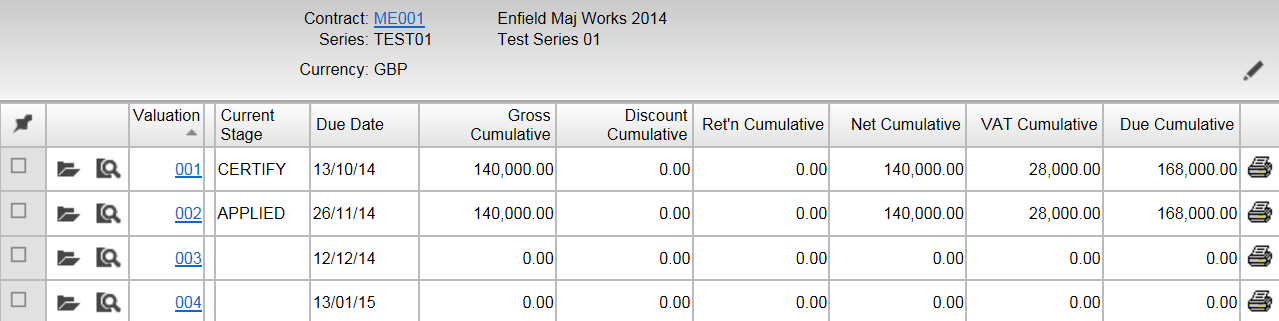 Contract: ME001 Enfield Maj Works 2014
Series: TEST01 Test Series 01
Currency: GBP
Valuation Current Stage Due Date Gross Cumulative Discount Cumulative Ret'n Cumulative Net Cumulative VAT Cumulative Due Cumulative
001 CERTIFY 13/10/14 140,000.00 0.00 0.00 140,000.00 28,000.00 168,000.00
002 APPLIED 26/11/14 140,000.00 0.00 0.00 140,000.00 28,000.00 168,000.00
003 12/12/14 0.00 0.00 0.00 0.00 0.00 0.00
004 13/01/15 0.00 0.00 0.00 0.00 0.00 0.00